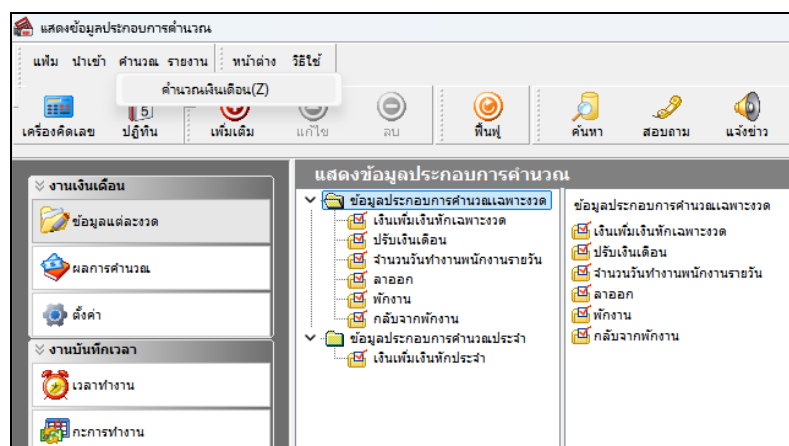 แสดงข้อมูลประกอบการคำนวณ
แฟ้ม นำเข้า คำนวณ รายงาน หน้าต่าง วิธีใช้
คำนวณเงินเดือน(Z)
5
เครื่องคิดเลข ปฏิทิน เพิ่มเติม แก้ไข ลบ ฟื้นฟู ค้นหา สอบถาม แจ้งข่าว
งานเงินเดือน
ข้อมูลแต่ละงวด
ผลการคำนวณ
ตั้งค่า
งานบันทึกเวลา
เวลาทำงาน
กะการทำงาน
แสดงข้อมูลประกอบการคำนวณ
ข้อมูลประกอบการคำนวณเฉพาะงวด
เงินเพิ่มเงินหักเฉพาะงวด
ปรับเงินเดือน
จำนวนวันทำงานพนักงานรายวัน
ลาออก
พักงาน
กลับจากพักงาน
ข้อมูลประกอบการคำนวณประจำ
เงินเพิ่มเงินหักประจำ
ข้อมูลประกอบการคำนวณเฉพาะงวด
เงินเพิ่มเงินหักเฉพาะงวด
ปรับเงินเดือน
จำนวนวันทำงานพนักงานรายวัน
ลาออก
พักงาน
กลับจากพักงาน